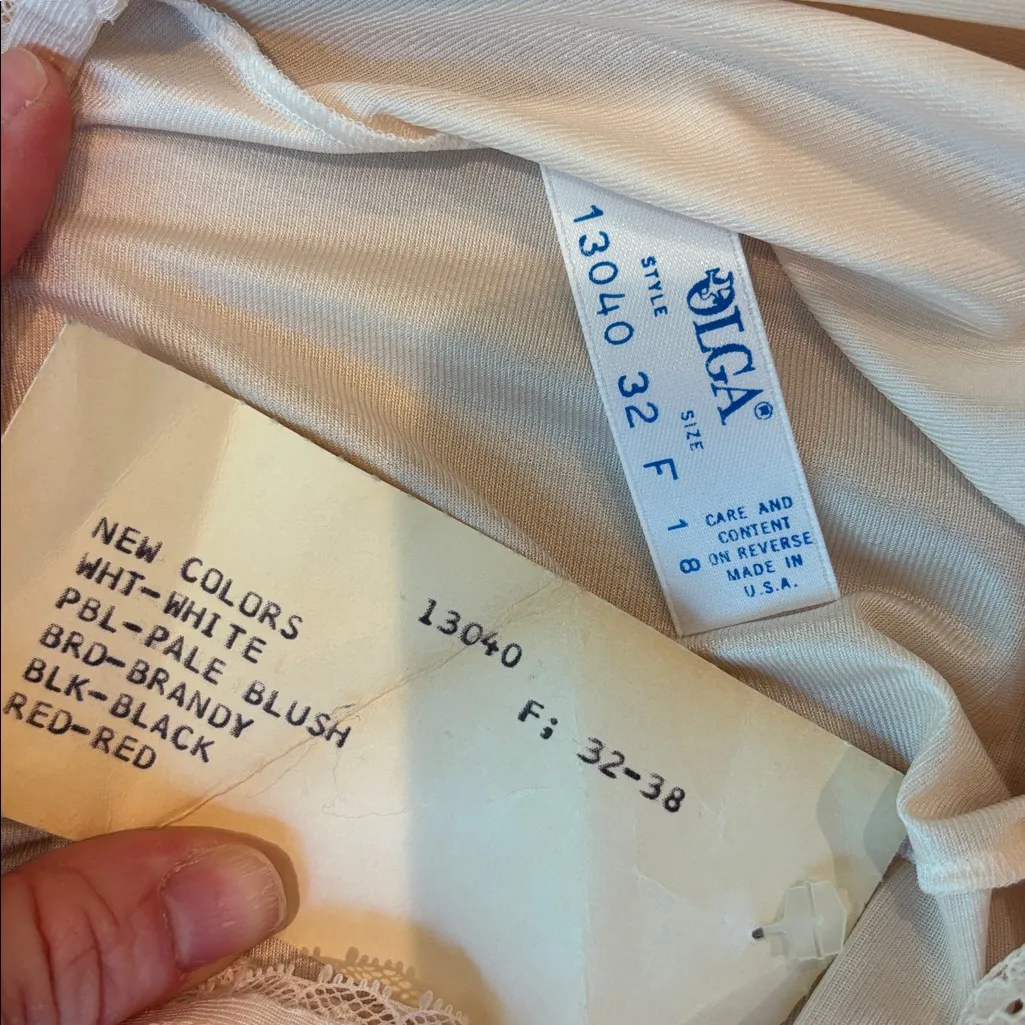 OLGA®
STYLE SIZE
13040 32 F 18
CARE AND
CONTENT
ON REVERSE
MADE IN
U.S.A.
NEW COLORS
WHT-WHITE
PBL-PALE BLUSH
BRD-BRANDY
BLK-BLACK
RED-RED
13040
F; 32-38